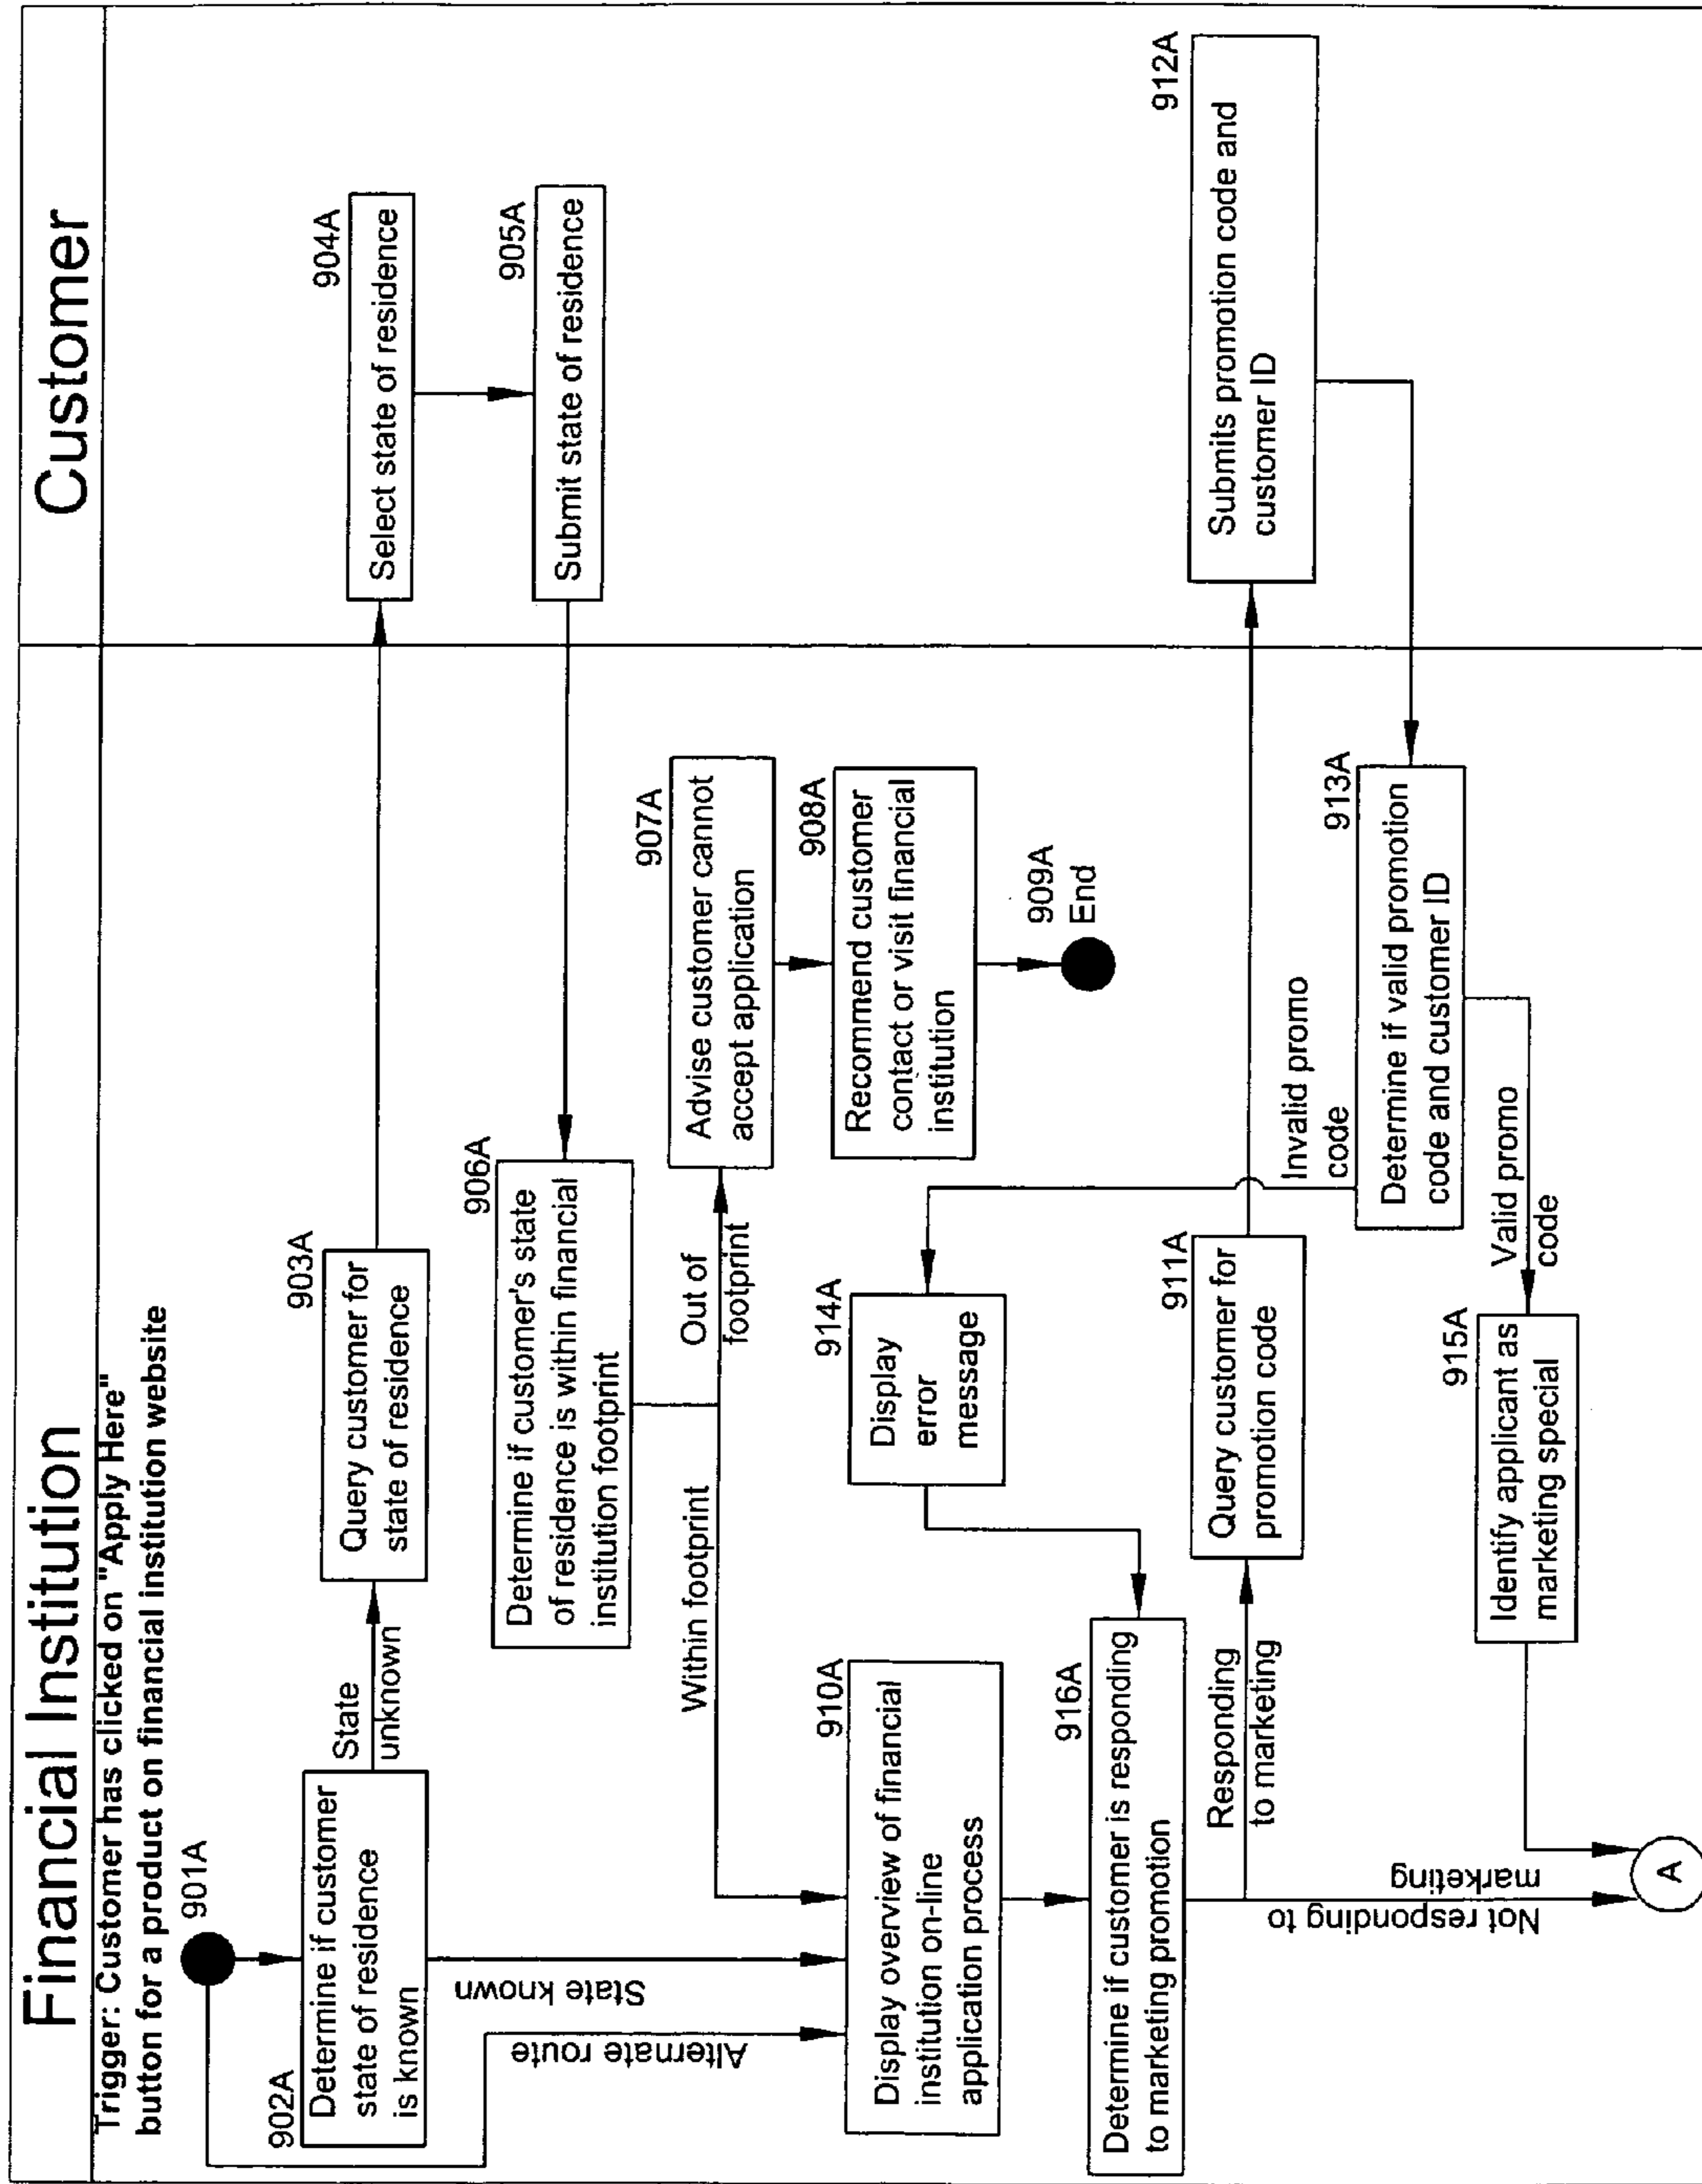 Financial Institution
Customer
Trigger: Customer has clicked on "Apply Here"
button for a product on financial institution website
901A
902A
Determine if customer
state of residence
is known
State
unknown
903A
Query customer for
state of residence
904A
Select state of residence
905A
Submit state of residence
906A
Determine if customer's state
of residence is within financial
institution footprint
Within footprint
Out of
footprint
907A
Advise customer cannot
accept application
908A
Recommend customer
contact or visit financial
institution
909A
End
State known
Alternate route
910A
Display overview of financial
institution on-line
application process
914A
Display
error
message
916A
Determine if customer is responding
to marketing promotion
Responding
to marketing
911A
Query customer for
promotion code
912A
Submits promotion code and
customer ID
Invalid promo
code
913A
Determine if valid promotion
code and customer ID
Valid promo
code
915A
Identify applicant as
marketing special
Not responding to
marketing
A